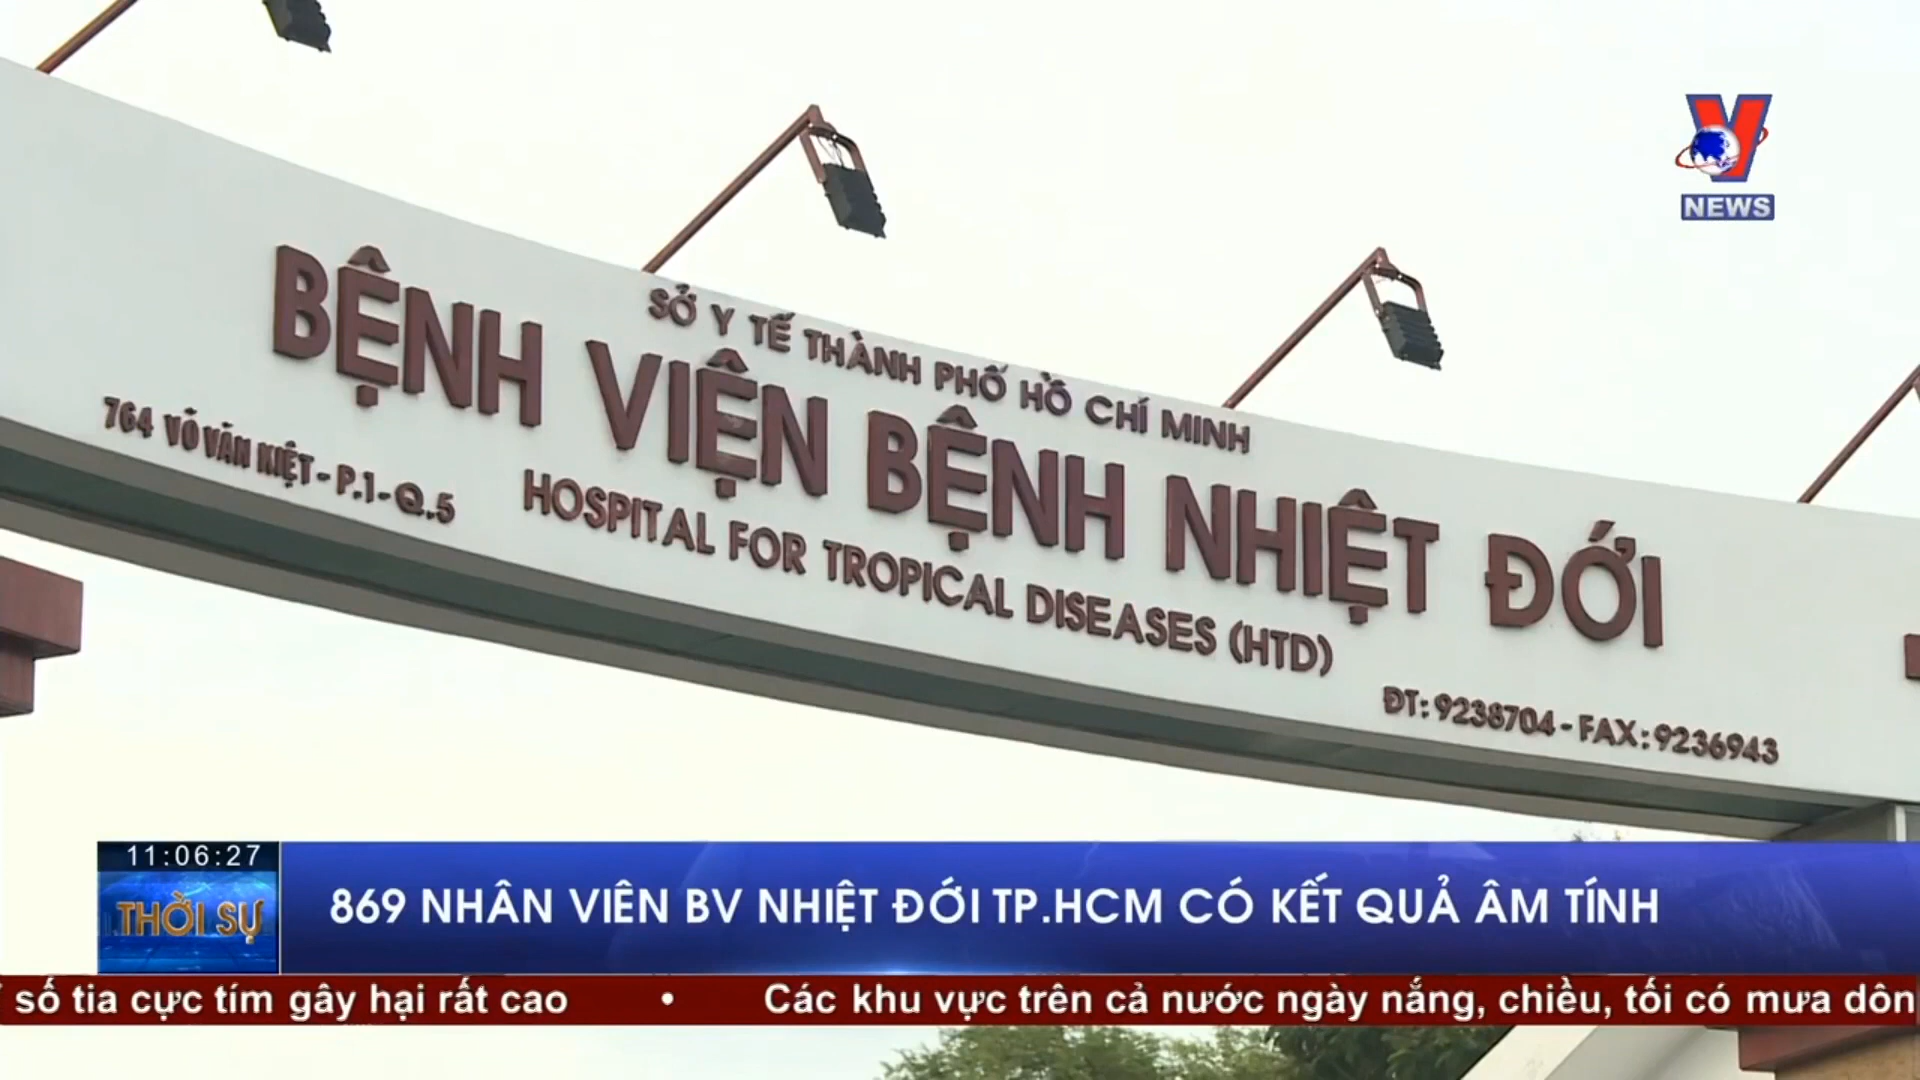 V
NEWS
SỞ Y TẾ THÀNH PHỐ HỒ CHÍ MINH
BỆNH VIỆN BỆNH NHIỆT ĐỚI
764 VÕ VĂN KIỆT - P.1 - Q.5
HOSPITAL FOR TROPICAL DISEASES (HTD)
ĐT: 9238704 - FAX: 9236943
11:06:27
THỜI SỰ
869 NHÂN VIÊN BV NHIỆT ĐỚI TP.HCM CÓ KẾT QUẢ ÂM TÍNH
số tia cực tím gây hại rất cao • Các khu vực trên cả nước ngày nắng, chiều, tối có mưa dôn